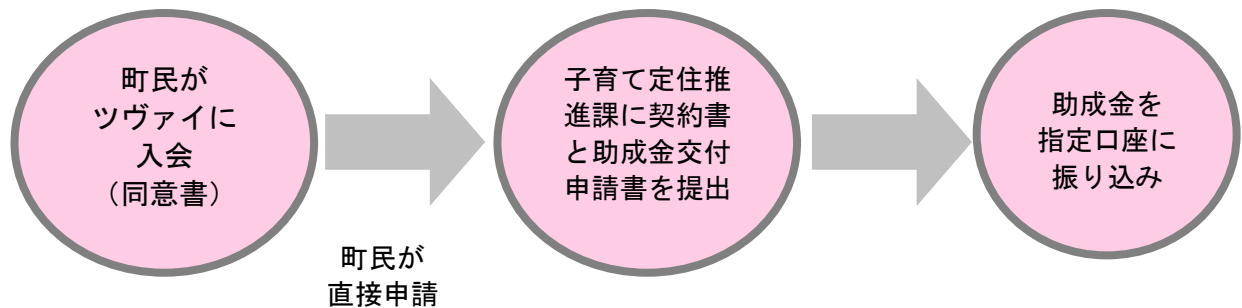 町民が
ツヴァイに
入会
（同意書）
町民が
直接申請
子育て定住推
進課に契約書
と助成金交付
申請書を提出
助成金を
指定口座に
振り込み